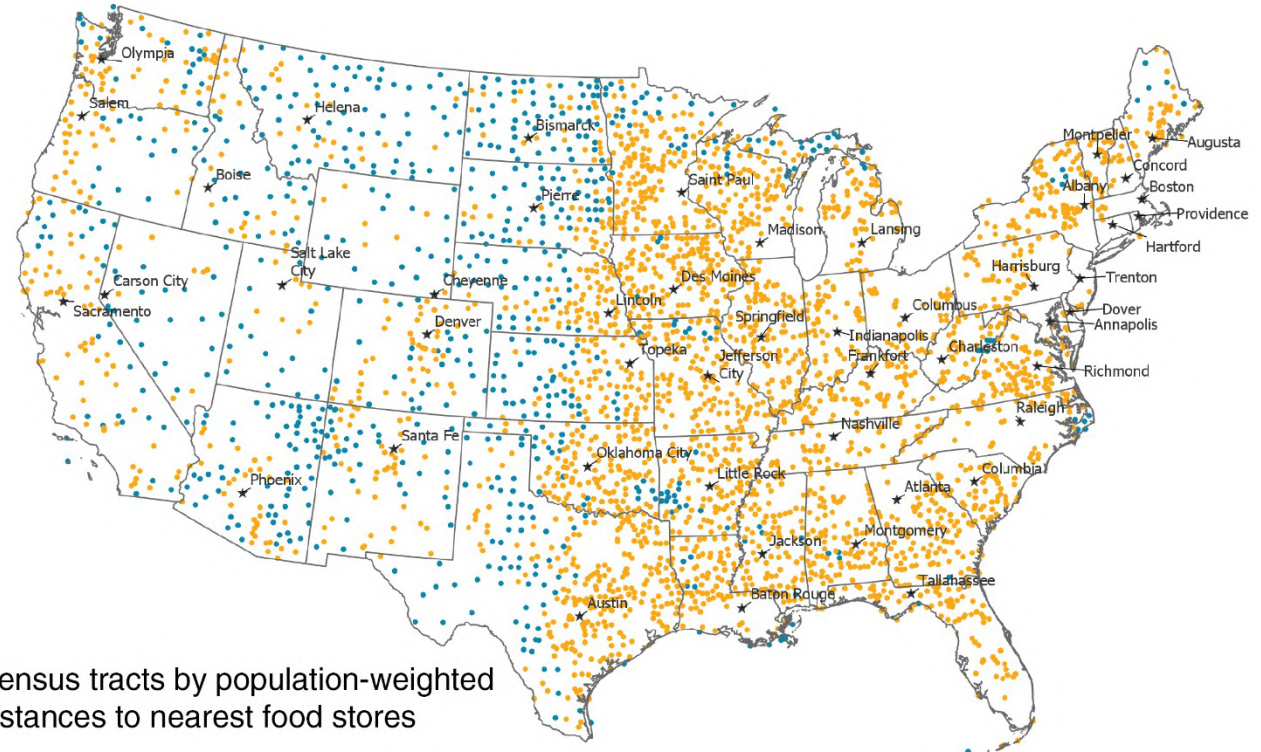 Olympia
Salem
Helena
Bismarck
Boise
Pierre
Saint Paul
Montpelier
Augusta
Concord
Albany
Boston
Providence
Hartford
Madison
Lansing
Salt Lake
City
Carson City
Sacramento
Cheyenne
Denver
Des Moines
Lincoln
Harrisburg
Trenton
Columbus
Dover
Annapolis
Springfield
Indianapolis
Topeka
Jefferson
City
Frankfort
Charleston
Richmond
Raleigh
Nashville
Santa Fe
Oklahoma City
Little Rock
Columbia
Phoenix
Atlanta
Jackson
Montgomery
Tallahassee
Austin
Baton Rouge
ensus tracts by population-weighted
stances to nearest food stores